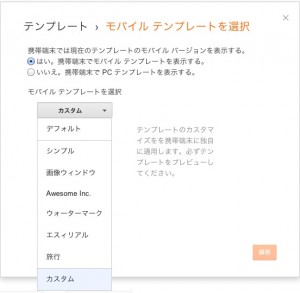 テンプレート › モバイル テンプレートを選択
携帯端末では現在のテンプレートのモバイル バージョンを表示する。
はい。携帯端末でモバイル テンプレートを表示する。
いいえ。携帯端末で PC テンプレートを表示する。
モバイル テンプレートを選択
カスタム
デフォルト
シンプル
画像ウィンドウ
Awesome Inc.
ウォーターマーク
エスィリアル
旅行
カスタム
テンプレートのカスタマ
イズをを携帯端末に独自
に適用します。必ずテン
プレートをプレビューし
てください。
保存